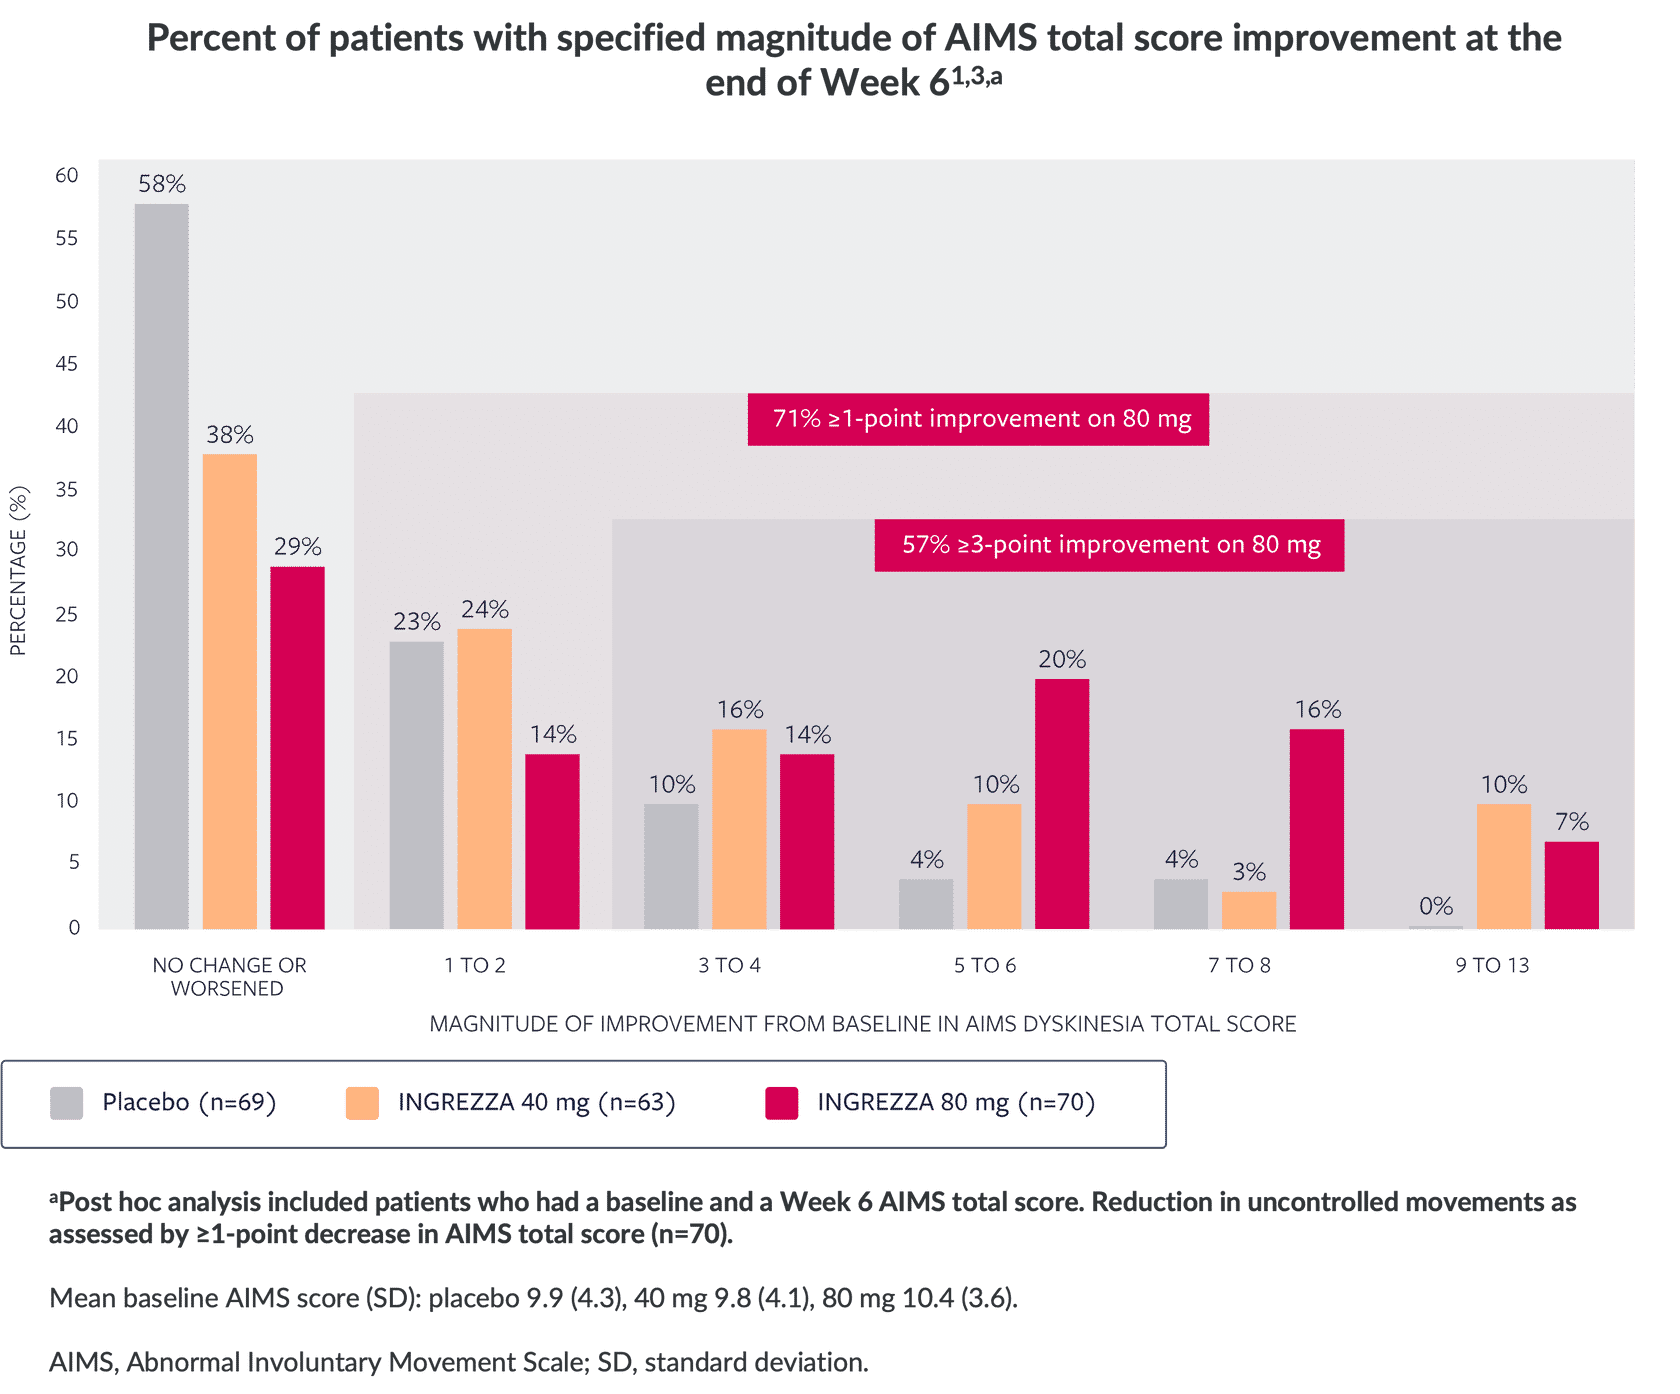 Percent of patients with specified magnitude of AIMS total score improvement at the
end of Week 6¹,³,ᵃ
60
55
50
45
40
35
30
25
20
15
10
5
0
PERCENTAGE (%)
58%
38%
29%
23%
24%
14%
10%
16%
14%
4%
10%
20%
4%
3%
16%
0%
10%
7%
71% ≥1-point improvement on 80 mg
57% ≥3-point improvement on 80 mg
NO CHANGE OR
WORSENED
1 TO 2
3 TO 4
5 TO 6
7 TO 8
9 TO 13
MAGNITUDE OF IMPROVEMENT FROM BASELINE IN AIMS DYSKINESIA TOTAL SCORE
Placebo (n=69)
INGREZZA 40 mg (n=63)
INGREZZA 80 mg (n=70)
ᵃPost hoc analysis included patients who had a baseline and a Week 6 AIMS total score. Reduction in uncontrolled movements as
assessed by ≥1-point decrease in AIMS total score (n=70).
Mean baseline AIMS score (SD): placebo 9.9 (4.3), 40 mg 9.8 (4.1), 80 mg 10.4 (3.6).
AIMS, Abnormal Involuntary Movement Scale; SD, standard deviation.